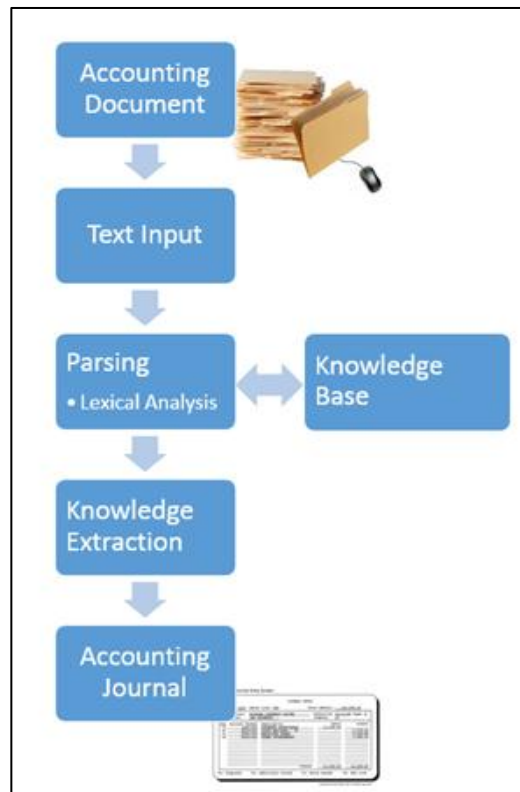 Accounting
Document
Text Input
Parsing
• Lexical Analysis
Knowledge
Base
Knowledge
Extraction
Accounting
Journal